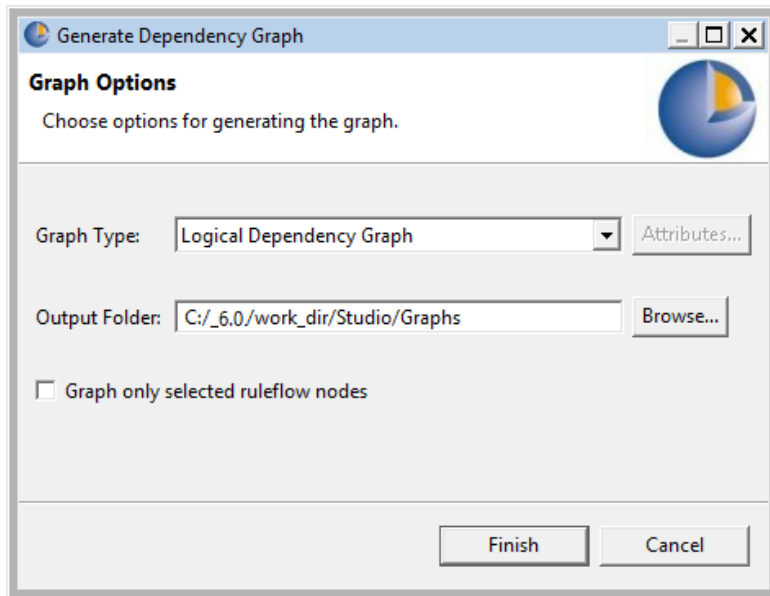 Generate Dependency Graph
Graph Options
Choose options for generating the graph.
Graph Type: Logical Dependency Graph Attributes...
Output Folder: C:/_6.0./work_dir/Studio/Graphs Browse...
Graph only selected ruleflow nodes
Finish Cancel